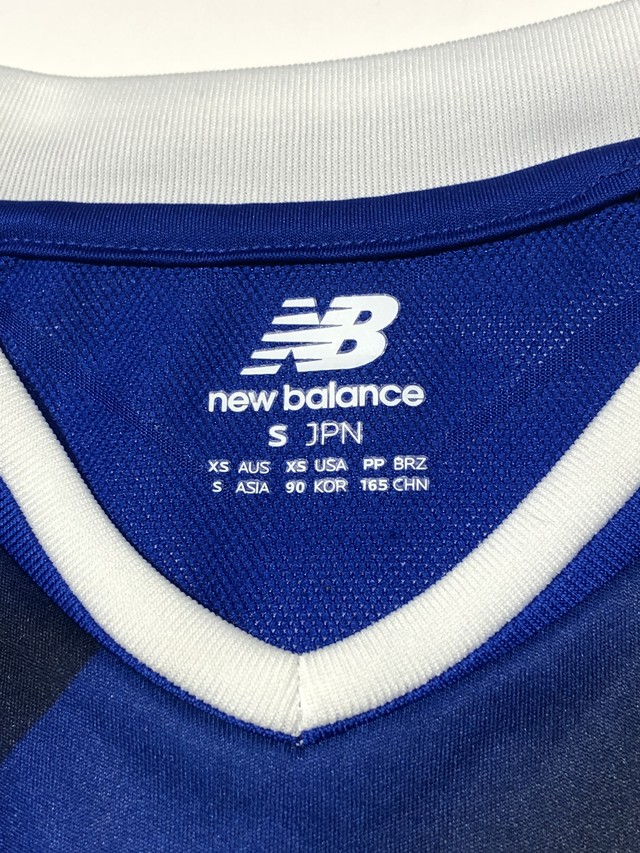 NB
new balance
S JPN
XS AUS XS USA PP BRZ
S ASIA 90 KOR 165 CHN